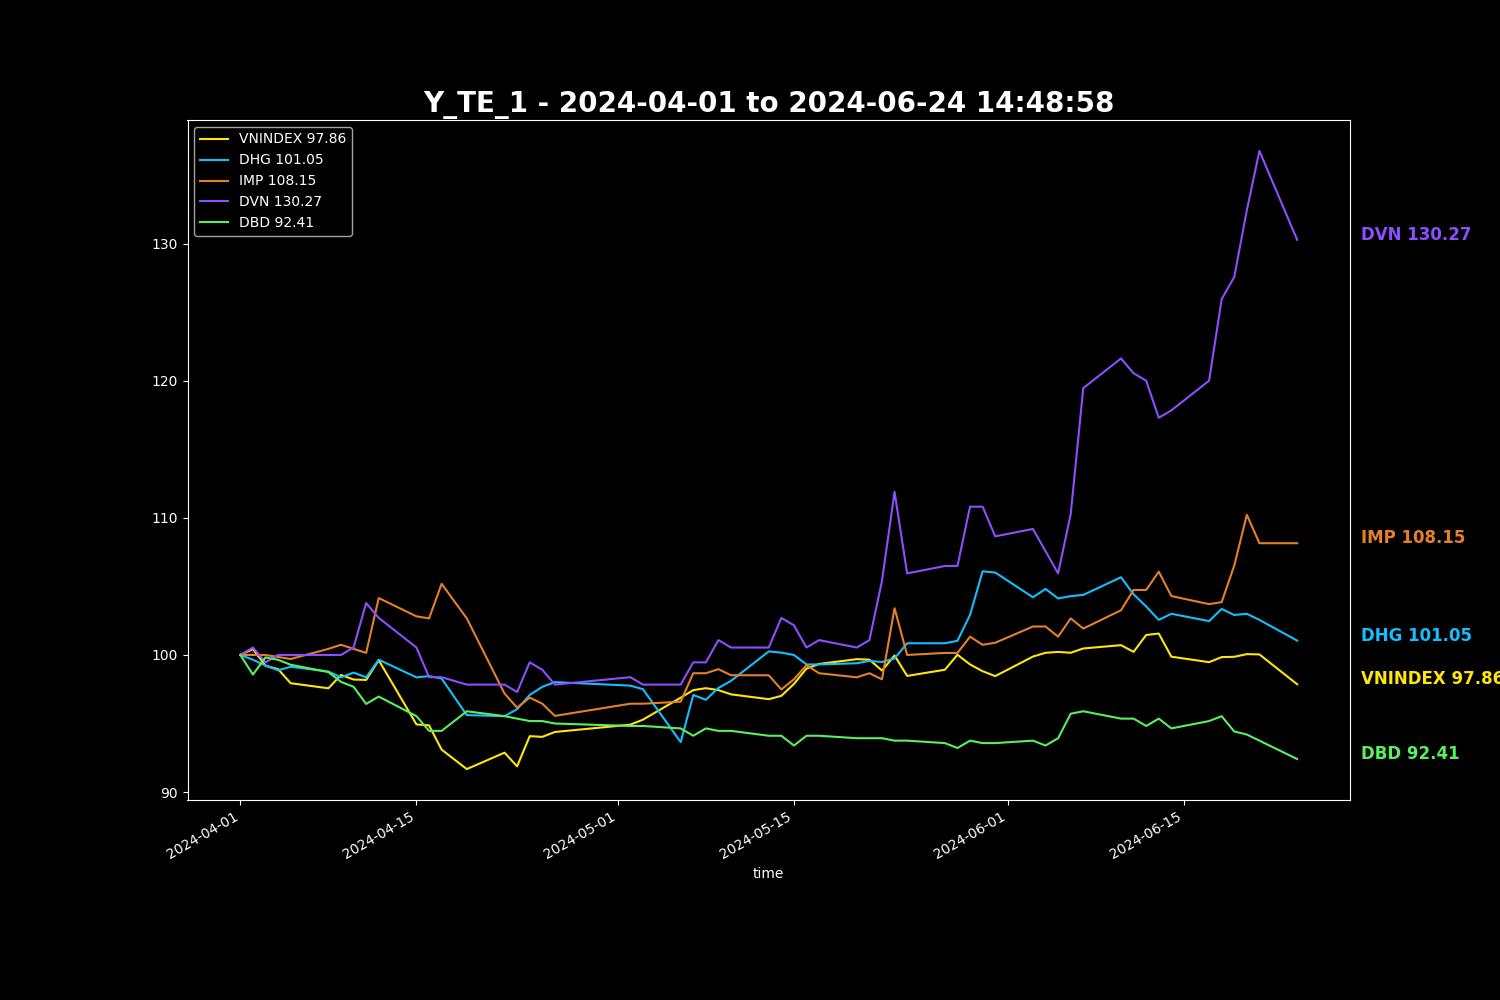 Y_TE_1 - 2024-04-01 to 2024-06-24 14:48:58
VNINDEX 97.86
DHG 101.05
IMP 108.15
DVN 130.27
DBD 92.41
130
120
110
100
90
DVN 130.27
IMP 108.15
DHG 101.05
VNINDEX 97.86
DBD 92.41
2024-04-01
2024-04-15
2024-05-01
2024-05-15
2024-06-01
2024-06-15
time